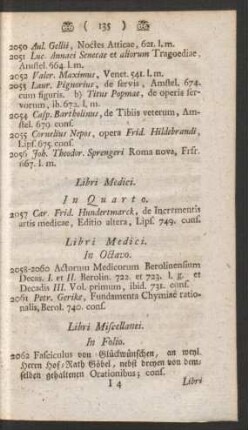 ( 135 )
2050 Aul. Gellii, Noctes Atticae, 621. l.m.
2051 Luc. Annaei Senecae et aliorum Tragoediae,
Amstel. 664. l.m.
2052 Valer. Maximus, Venet. 541. l.m.
2053 Laur. Pignorius, de servis, Amstel. 674.
cum figuris. b) Titus Popmae, de operis ser-
vorum, ib. 672. l.m.
2054 Casp. Bartholinus, de Tibiis veterum, Am-
stel. 679. conf.
2055 Cornelius Nepos, opera Frid. Hildebrandi,
Lips. 675. conf.
2056 Joh. Theodor. Sprengeri Roma nova, Frfr.
667. l.m.
Libri Medici.
In Quarto.
2057 Car. Frid. Hundertmarck, de Incrementis
artis medicae, Editio altera, Lips. 749. conf.
Libri Medici.
In Octavo.
2058-2060 Actorum Medicorum Berolinensium
Decas. I. et II. Berolin. 722. et 723. l. g. et
Decadis III. Vol. primum, ibid. 731. conf.
2061 Petr. Gerike, Fundamenta Chymiae ratio-
nalis, Berol. 740. conf.
Libri Miscellanei.
In Folio.
2062 Fasciculus von Glückwünschen, an weyl.
Herrn Hof-Rath Göbel, nebst dreyen von dem-
selben gehaltenen Orationibus; conf.
I 4
Libri